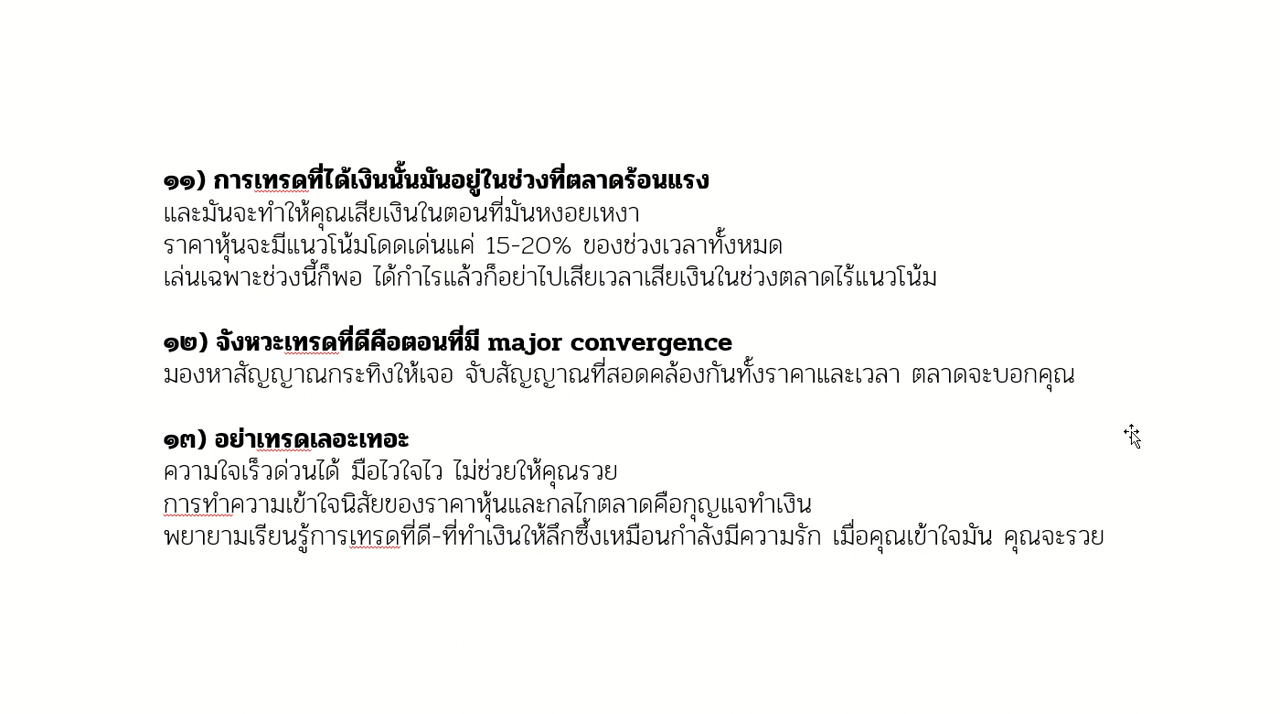 ๑๑) การเทรดที่ได้เงินนั้นมันอยู่ในช่วงที่ตลาดร้อนแรง
และมันจะทำให้คุณเสียเงินในตอนที่มันหงอยเหงา
ราคาหุ้นจะมีแนวโน้มโดดเด่นแค่ 15-20% ของช่วงเวลาทั้งหมด
เล่นเฉพาะช่วงนี้ก็พอ ได้กำไรแล้วก็อย่าไปเสียเวลาเสียเงินในช่วงตลาดไร้แนวโน้ม
๑๒) จังหวะเทรดที่ดีคือตอนที่มี major convergence
มองหาสัญญาณกระทิงให้เจอ จับสัญญาณที่สอดคล้องกันทั้งราคาและเวลา ตลาดจะบอกคุณ
๑๓) อย่าเทรดเลอะเทอะ
ความใจเร็วด่วนได้ มือไวใจไว ไม่ช่วยให้คุณรวย
การทำความเข้าใจนิสัยของราคาหุ้นและกลไกตลาดคือกุญแจทำเงิน
พยายามเรียนรู้การเทรดที่ดี-ที่ทำเงินให้ลึกซึ้งเหมือนกำลังมีความรัก เมื่อคุณเข้าใจมัน คุณจะรวย